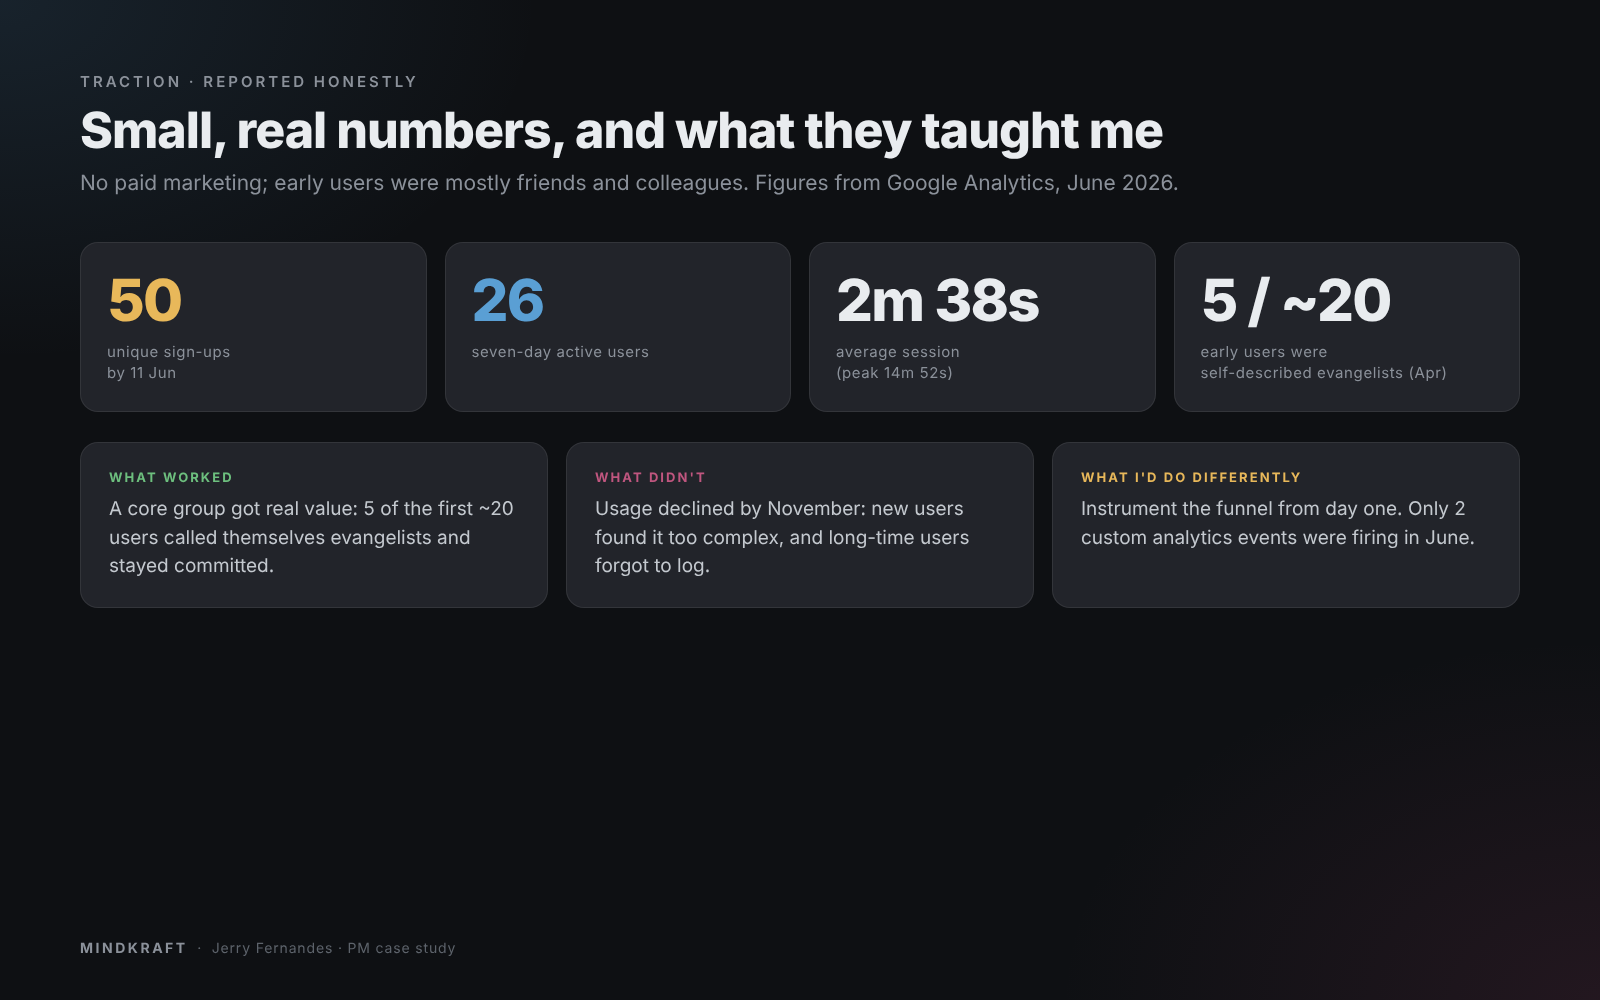 TRACTION · REPORTED HONESTLY
Small, real numbers, and what they taught me
No paid marketing; early users were mostly friends and colleagues. Figures from Google Analytics, June 2026.
50
unique sign-ups
by 11 Jun
26
seven-day active users
2m 38s
average session
(peak 14m 52s)
5 / ~20
early users were
self-described evangelists (Apr)
WHAT WORKED
A core group got real value: 5 of the first ~20
users called themselves evangelists and
stayed committed.
WHAT DIDN'T
Usage declined by November: new users
found it too complex, and long-time users
forgot to log.
WHAT I'D DO DIFFERENTLY
Instrument the funnel from day one. Only 2
custom analytics events were firing in June.
MINDKRAFT · Jerry Fernandes · PM case study